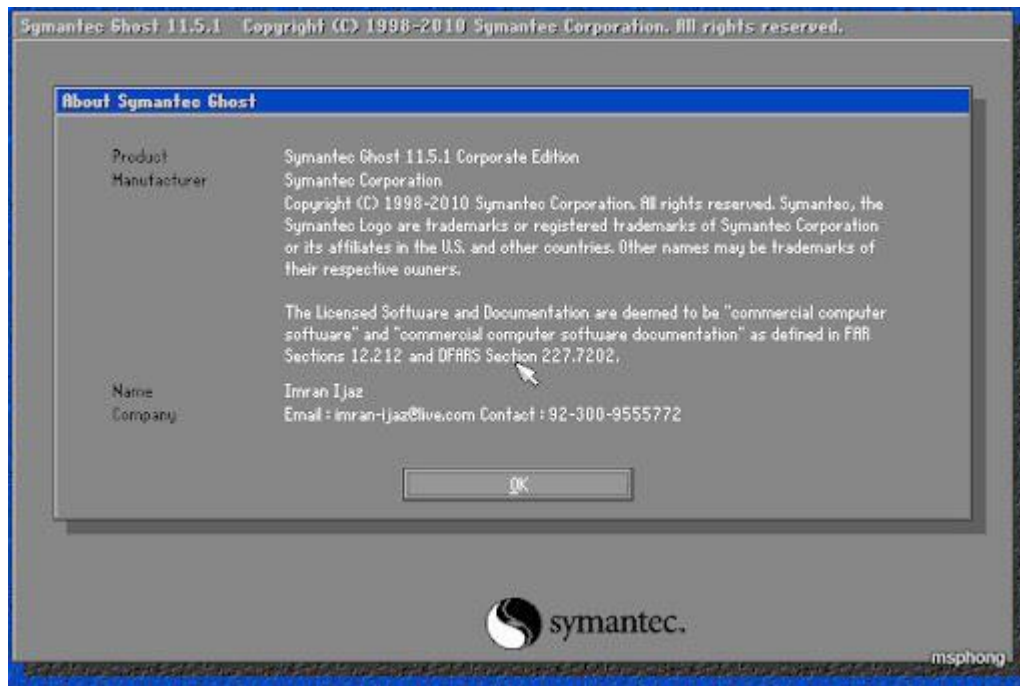 Symantec Ghost 11.5.1 Copyright (C) 1998-2010 Symantec Corporation. All rights reserved.
About Symantec Ghost
Product Symantec Ghost 11.5.1 Corporate Edition
Manufacturer Symantec Corporation
Copyright (C) 1998-2010 Symantec Corporation. All rights reserved. Symantec, the
Symantec Logo are trademarks or registered trademarks of Symantec Corporation
or its affiliates in the U.S. and other countries. Other names may be trademarks of
their respective owners.
The Licensed Software and Documentation are deemed to be "commercial computer
software" and "commercial computer software documentation" as defined in FAR
Sections 12.212 and DFARS Section 227.7202.
Name Imran Ijaz
Company Email : imran-ijaz@live.com Contact : 92-300-9555772
OK
symantec.
msphong